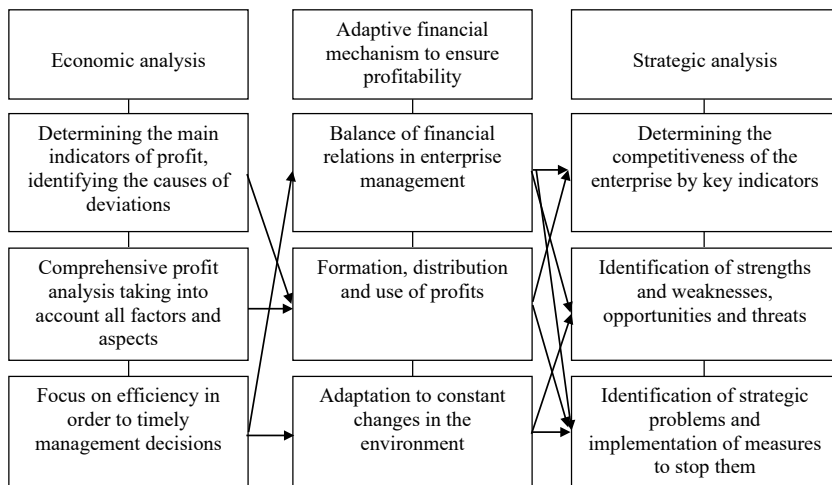 Economic analysis
Adaptive financial
mechanism to ensure
profitability
Strategic analysis
Determining the main
indicators of profit,
identifying the causes of
deviations
Balance of financial
relations in enterprise
management
Determining the
competitiveness of the
enterprise by key indicators
Comprehensive profit
analysis taking into
account all factors and
aspects
Formation, distribution
and use of profits
Identification of strengths
and weaknesses,
opportunities and threats
Focus on efficiency in
order to timely
management decisions
Adaptation to constant
changes in the
environment
Identification of strategic
problems and
implementation of measures
to stop them